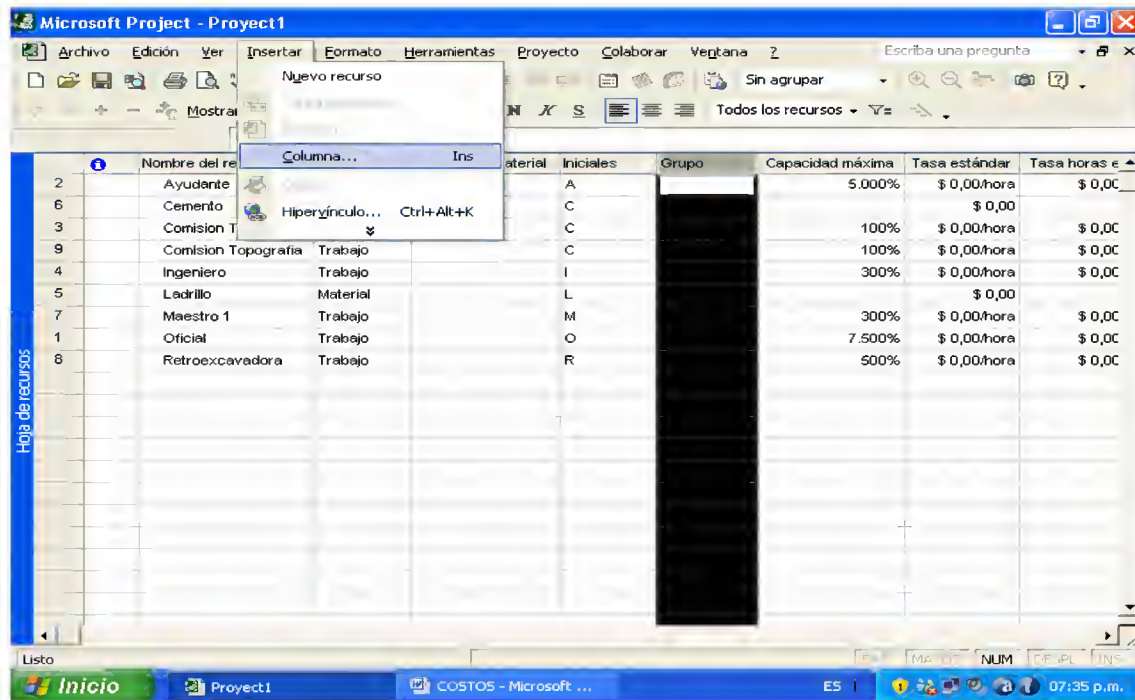 Microsoft Project - Proyect1
Archivo Edición Ver Insertar Formato Herramientas Proyecto Colaborar Ventana ? Escriba una pregunta
Nuevo recurso
Sin agrupar
Mostrar
N K S Todos los recursos
Columna... Ins
Hipervínculo... Ctrl+Alt+K
Nombre del re aterial Iniciales Grupo Capacidad máxima Tasa estándar Tasa horas e
2 Ayudante A 5.000% $ 0,00/hora $ 0,00
6 Cemento C $ 0,00
3 Comision T C 100% $ 0,00/hora $ 0,00
9 Comision Topografia Trabajo C 100% $ 0,00/hora $ 0,00
4 Ingeniero Trabajo I 300% $ 0,00/hora $ 0,00
5 Ladrillo Material L $ 0,00
7 Maestro 1 Trabajo M 300% $ 0,00/hora $ 0,00
1 Oficial Trabajo O 7.500% $ 0,00/hora $ 0,00
8 Retroexcavadora Trabajo R 500% $ 0,00/hora $ 0,00
Hoja de recursos
Listo NUM
Inicio Proyect1 COSTOS - Microsoft ... ES 07:35 p.m.